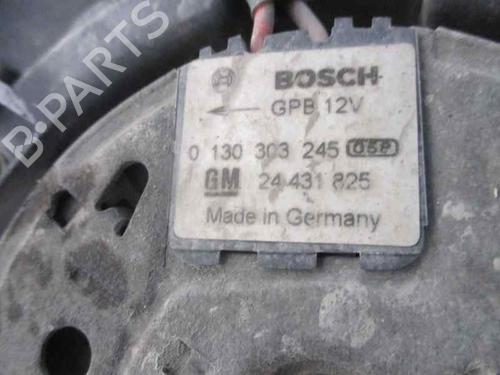 BOSCH
GPB 12V
0 130 303 245
GM 24 431 825
Made in Germany
B-PARTS